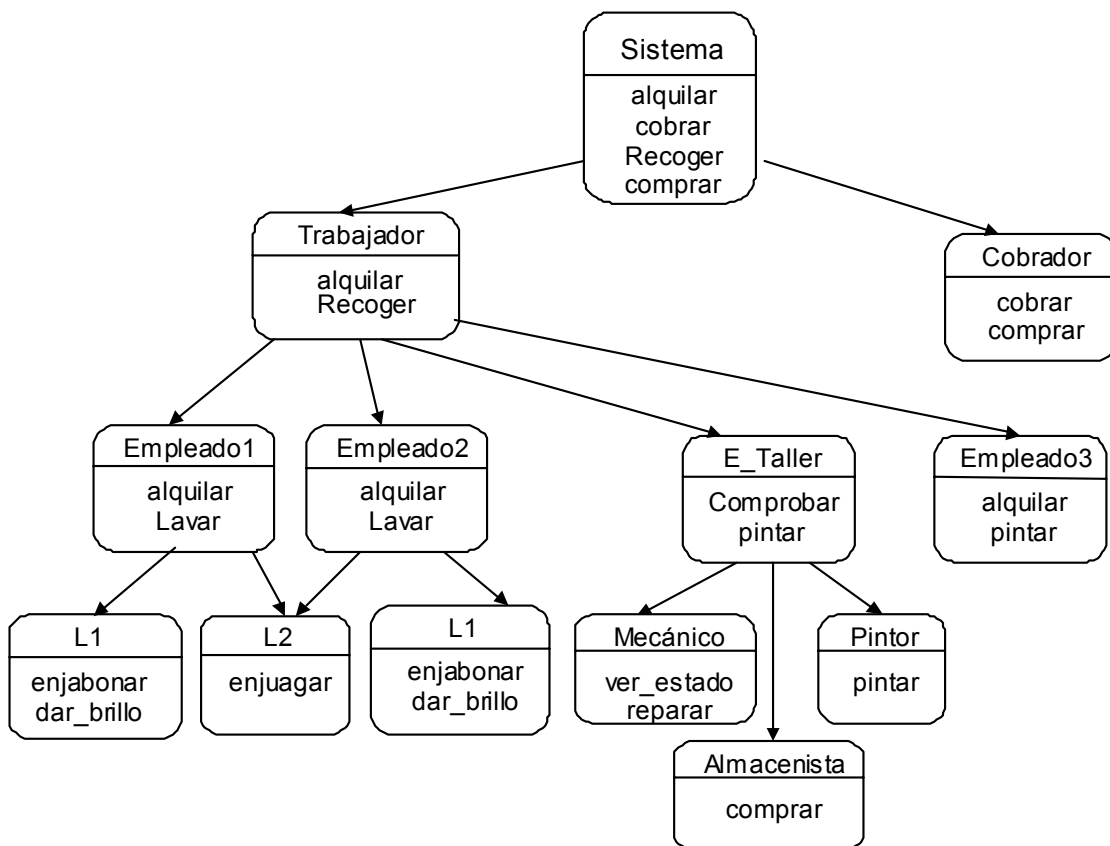 Sistema
alquilar
cobrar
Recoger
comprar
Trabajador
alquilar
Recoger
Cobrador
cobrar
comprar
Empleado1
alquilar
Lavar
Empleado2
alquilar
Lavar
E_Taller
Comprobar
pintar
Empleado3
alquilar
pintar
L1
enjabonar
dar_brillo
L2
enjuagar
L1
enjabonar
dar_brillo
Mecánico
ver_estado
reparar
Pintor
pintar
Almacenista
comprar